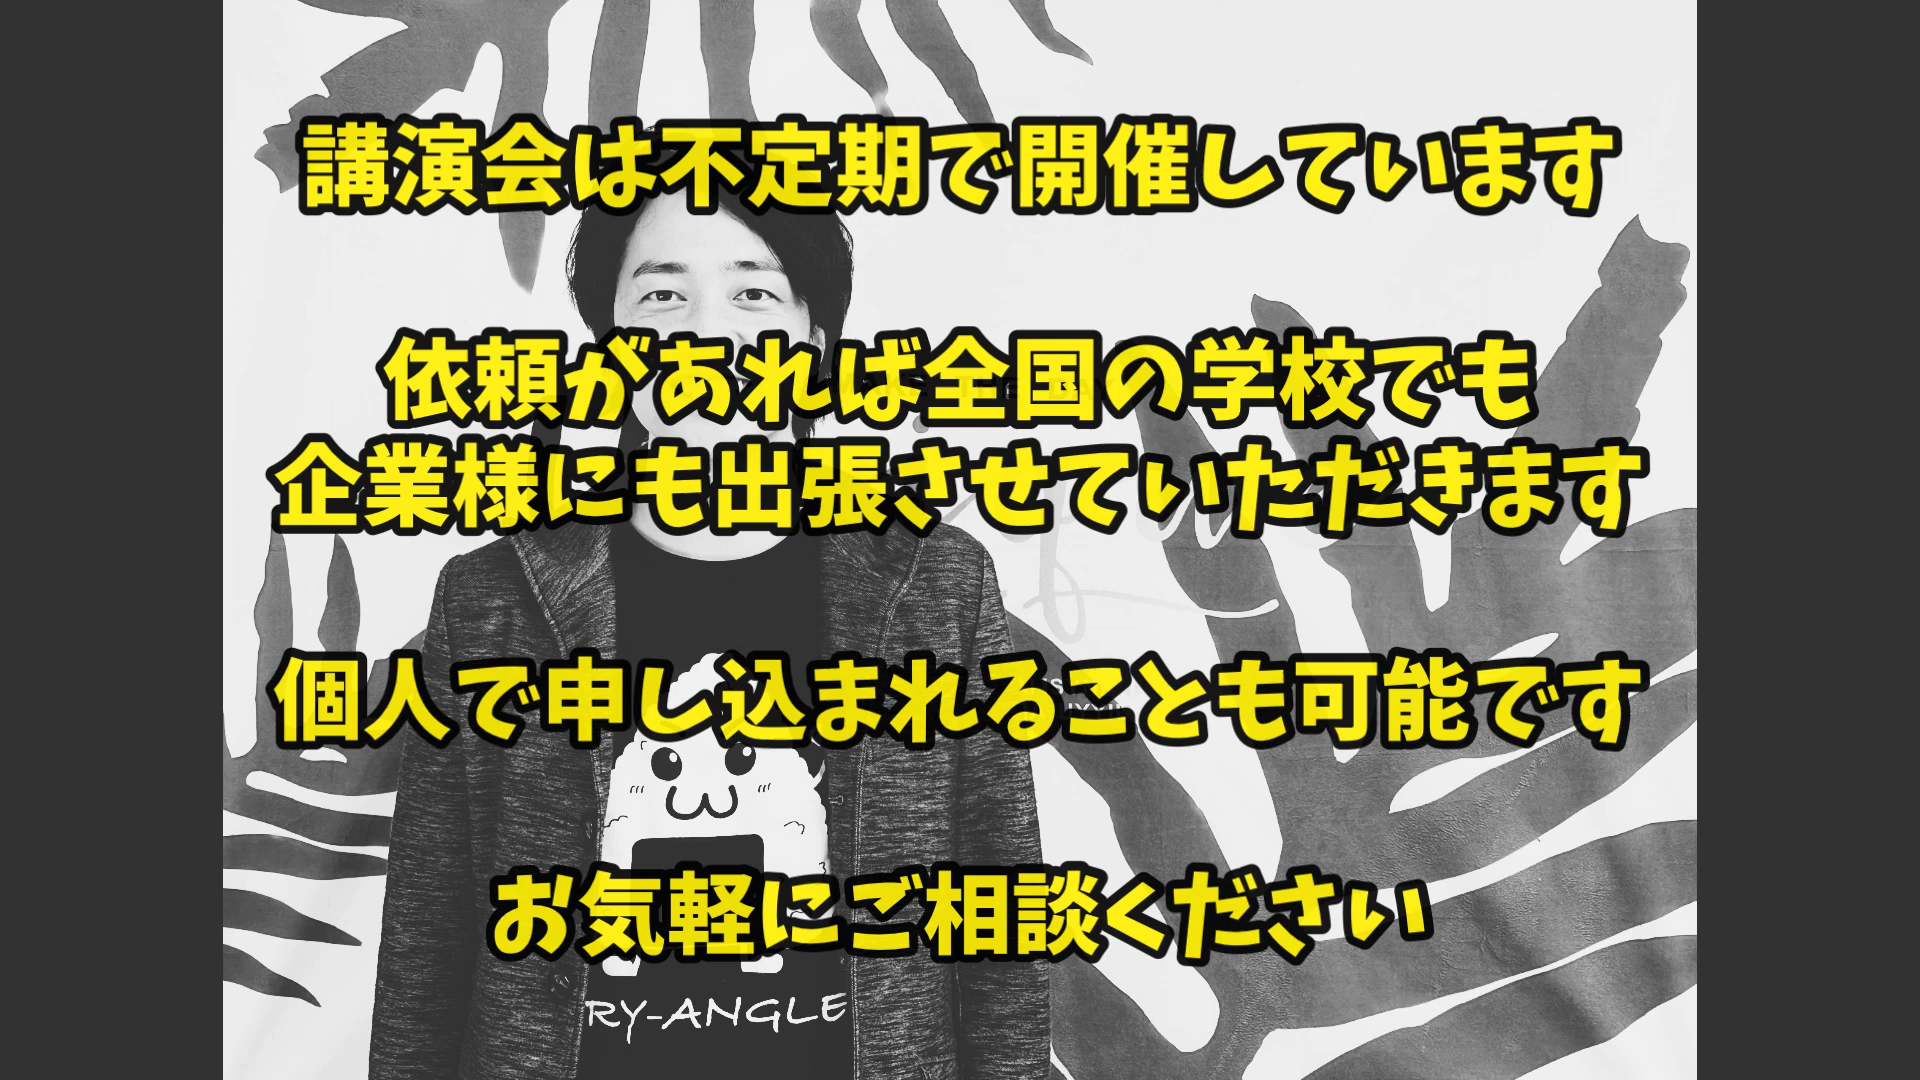 講演会は不定期で開催しています
依頼があれば全国の学校でも
企業様にも出張させていただきます
個人で申し込まれることも可能です
お気軽にご相談ください
RY-ANGLE